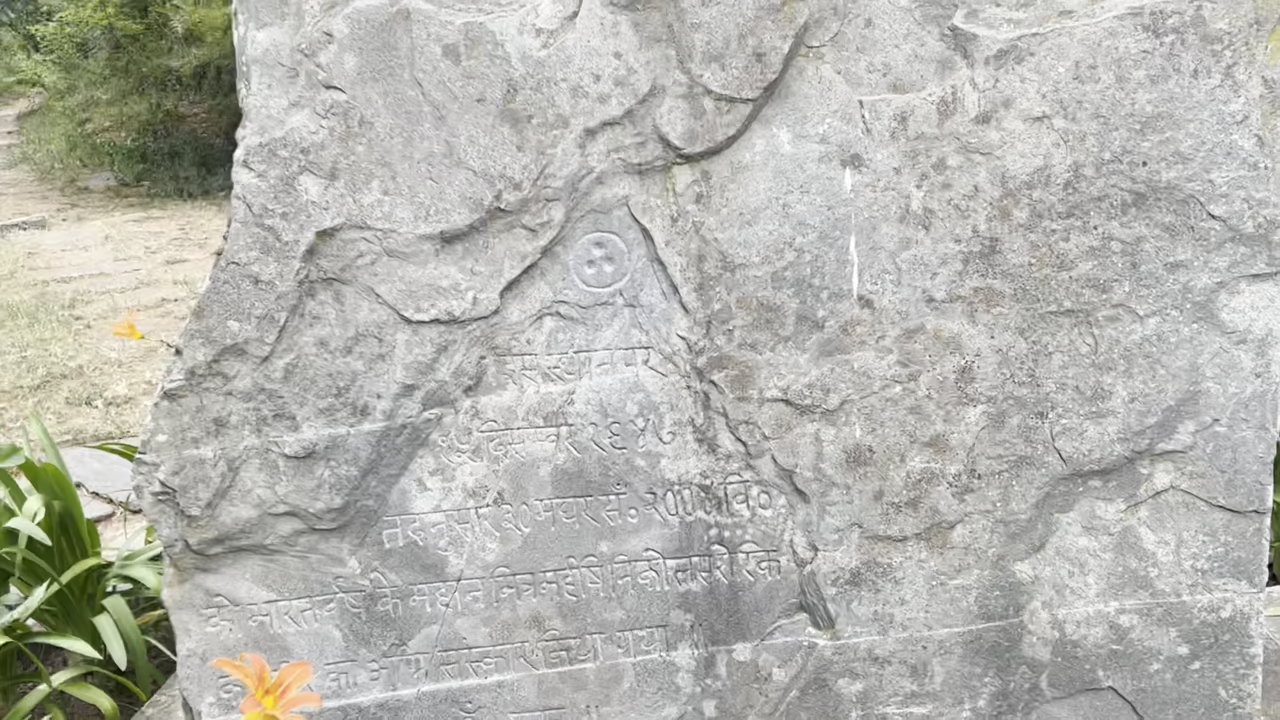 इस स्थान पर
१५ दिसम्बर १९४७
तदनुसार ३० मघर सं० २००४ वि०
को भारतवर्ष के महान मित्र महर्षि निकोलस रोरिक
का अग्नि संस्कार किया गया ॥